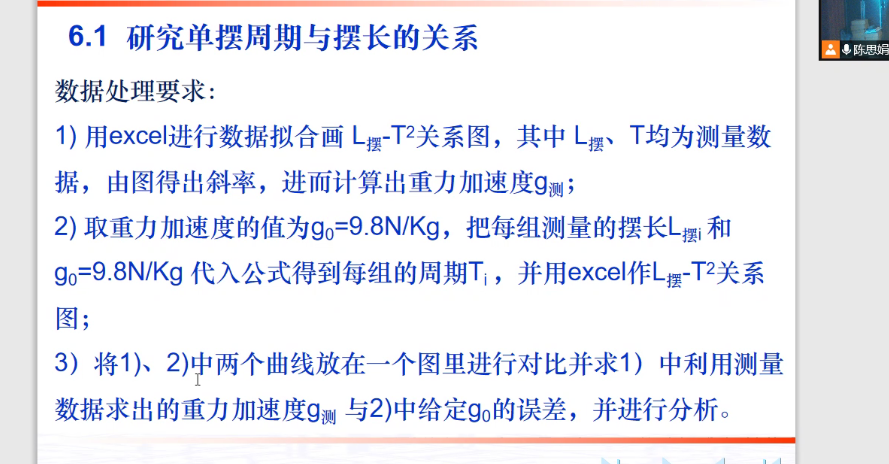 6.1 研究单摆周期与摆长的关系
陈思娟
数据处理要求:
1) 用excel进行数据拟合画 L摆-T²关系图，其中 L摆、T均为测量数
据，由图得出斜率，进而计算出重力加速度g测；
2) 取重力加速度的值为g₀=9.8N/Kg，把每组测量的摆长L摆i 和
g₀=9.8N/Kg 代入公式得到每组的周期Tᵢ ，并用excel作L摆-T²关系
图；
3）将1)、2)中两个曲线放在一个图里进行对比并求1）中利用测量
数据求出的重力加速度g测 与2)中给定g₀的误差，并进行分析。